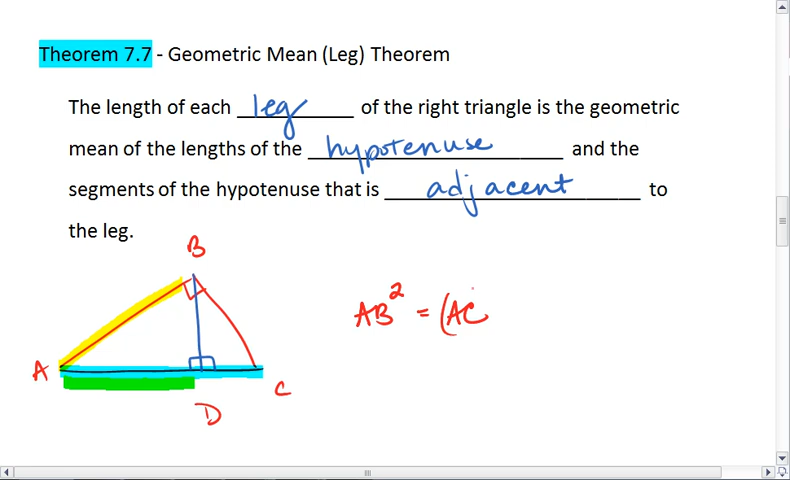 Theorem 7.7 - Geometric Mean (Leg) Theorem
The length of each leg of the right triangle is the geometric
mean of the lengths of the hypotenuse and the
segments of the hypotenuse that is adjacent to
the leg.
B
AB² = (AC
A
C
D